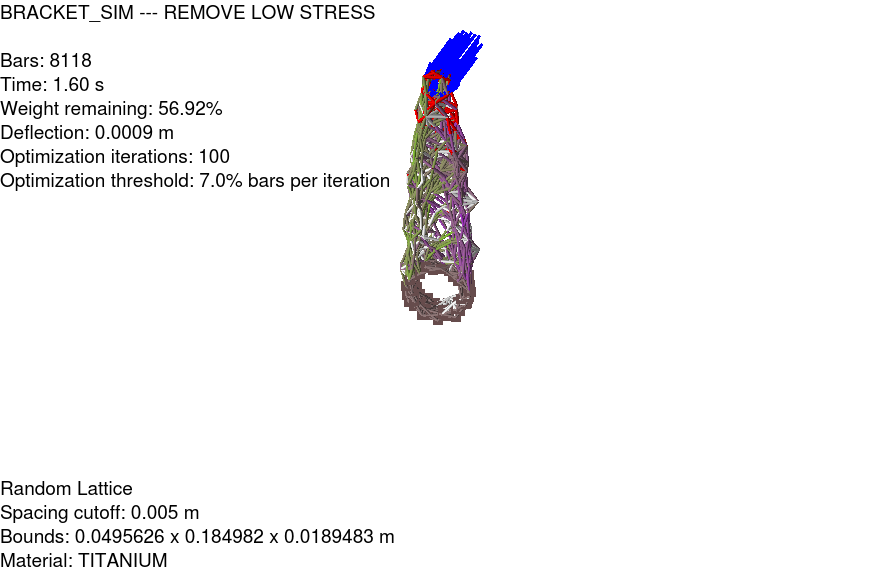 BRACKET_SIM --- REMOVE LOW STRESS
Bars: 8118
Time: 1.60 s
Weight remaining: 56.92%
Deflection: 0.0009 m
Optimization iterations: 100
Optimization threshold: 7.0% bars per iteration
Random Lattice
Spacing cutoff: 0.005 m
Bounds: 0.0495626 x 0.184982 x 0.0189483 m
Material: TITANIUM